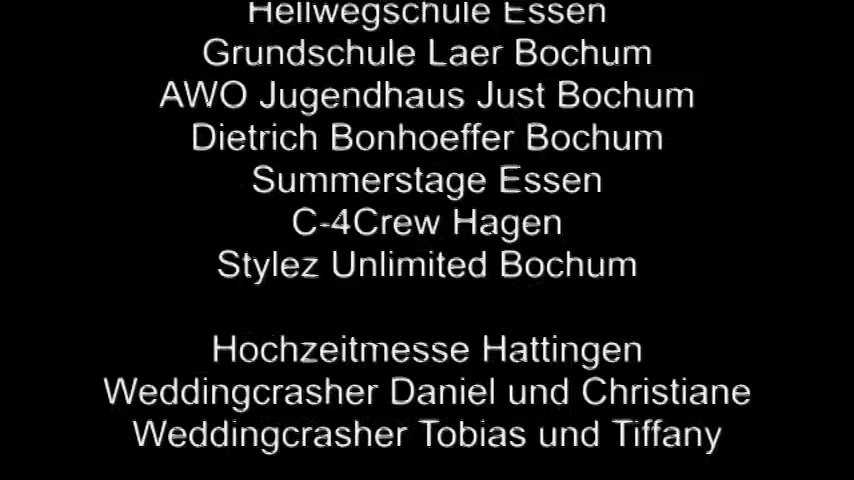 Hellwegschule Essen
Grundschule Laer Bochum
AWO Jugendhaus Just Bochum
Dietrich Bonhoeffer Bochum
Summerstage Essen
C-4Crew Hagen
Stylez Unlimited Bochum
Hochzeitmesse Hattingen
Weddingcrasher Daniel und Christiane
Weddingcrasher Tobias und Tiffany